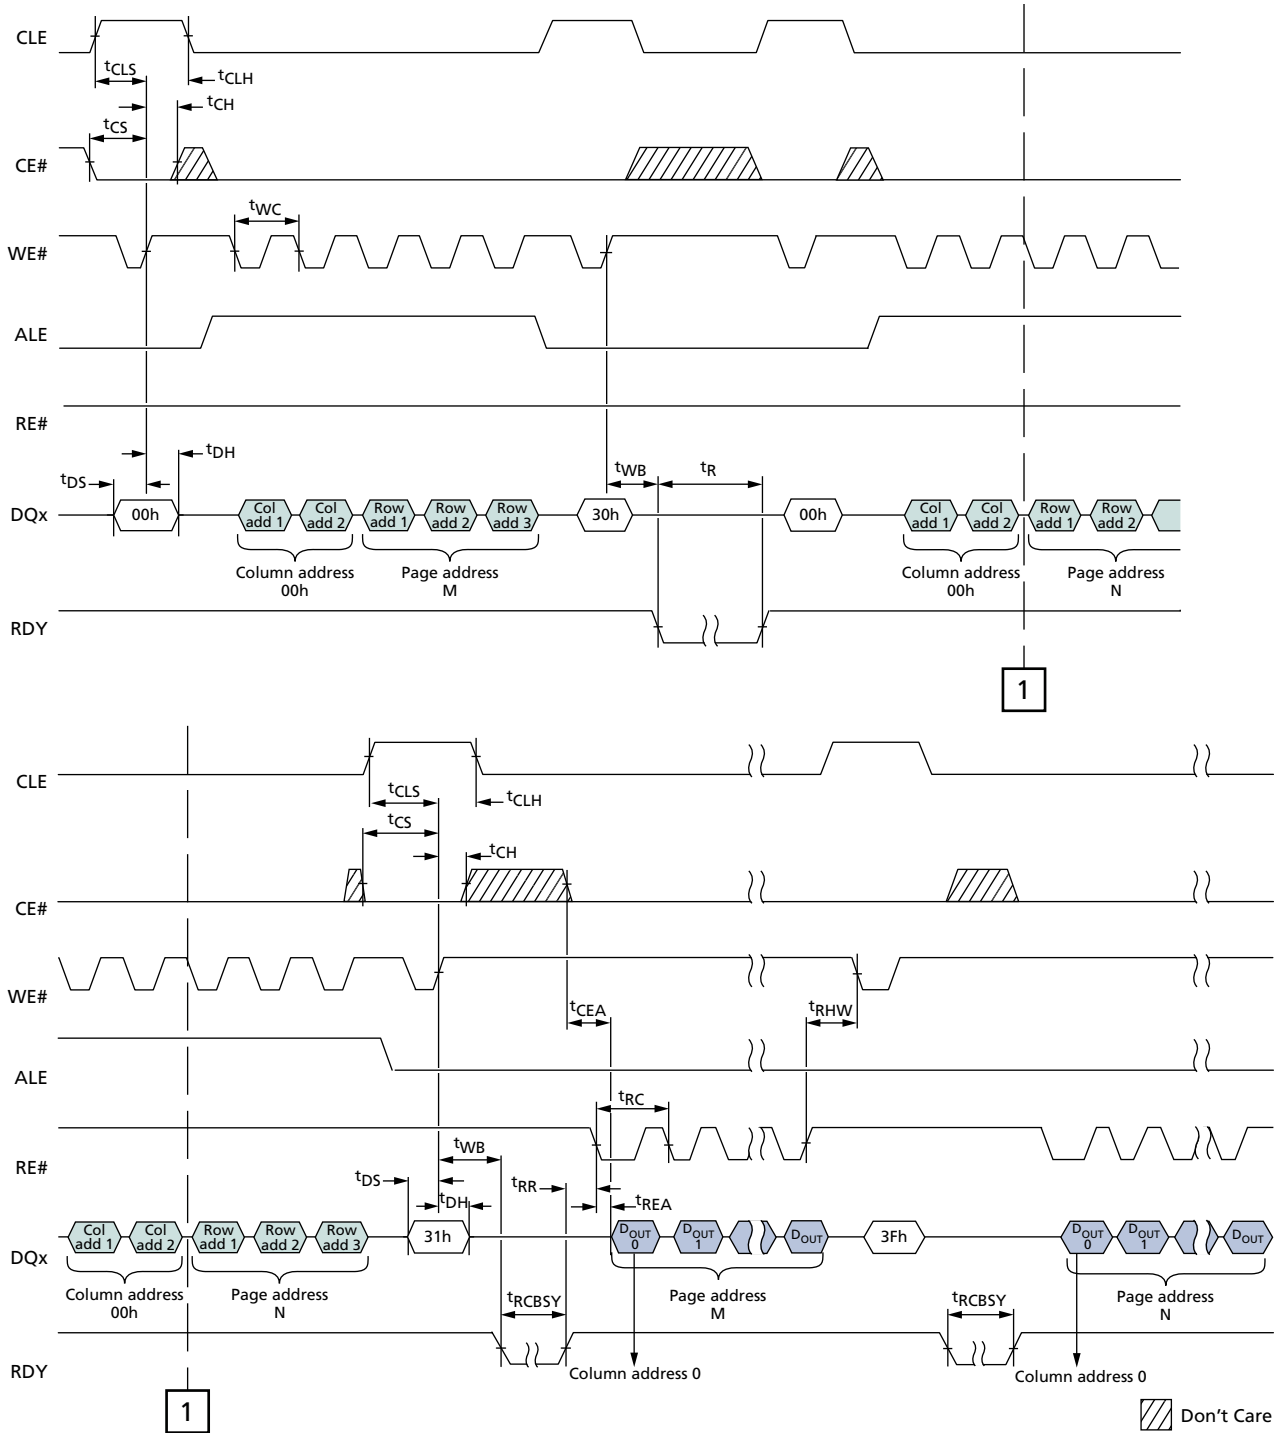 CLE
tCLS
tCLH
tCH
tCS
CE#
tWC
WE#
ALE
RE#
tDH
tDS
tWB
tR
DQx
00h
Col add 1
Col add 2
Row add 1
Row add 2
Row add 3
30h
00h
Col add 1
Col add 2
Row add 1
Row add 2
Column address
00h
Page address
M
Column address
00h
Page address
N
RDY
1
CLE
tCLS
tCLH
tCS
tCH
CE#
WE#
tCEA
tRHW
ALE
tRC
tWB
RE#
tDS
tDH
tRR
tREA
DQx
Col add 1
Col add 2
Row add 1
Row add 2
Row add 3
31h
DOUT 0
DOUT 1
DOUT
3Fh
DOUT 0
DOUT 1
DOUT
Column address
00h
Page address
N
Page address
M
Page address
N
tRCBSY
tRCBSY
RDY
Column address 0
Column address 0
1
Don't Care